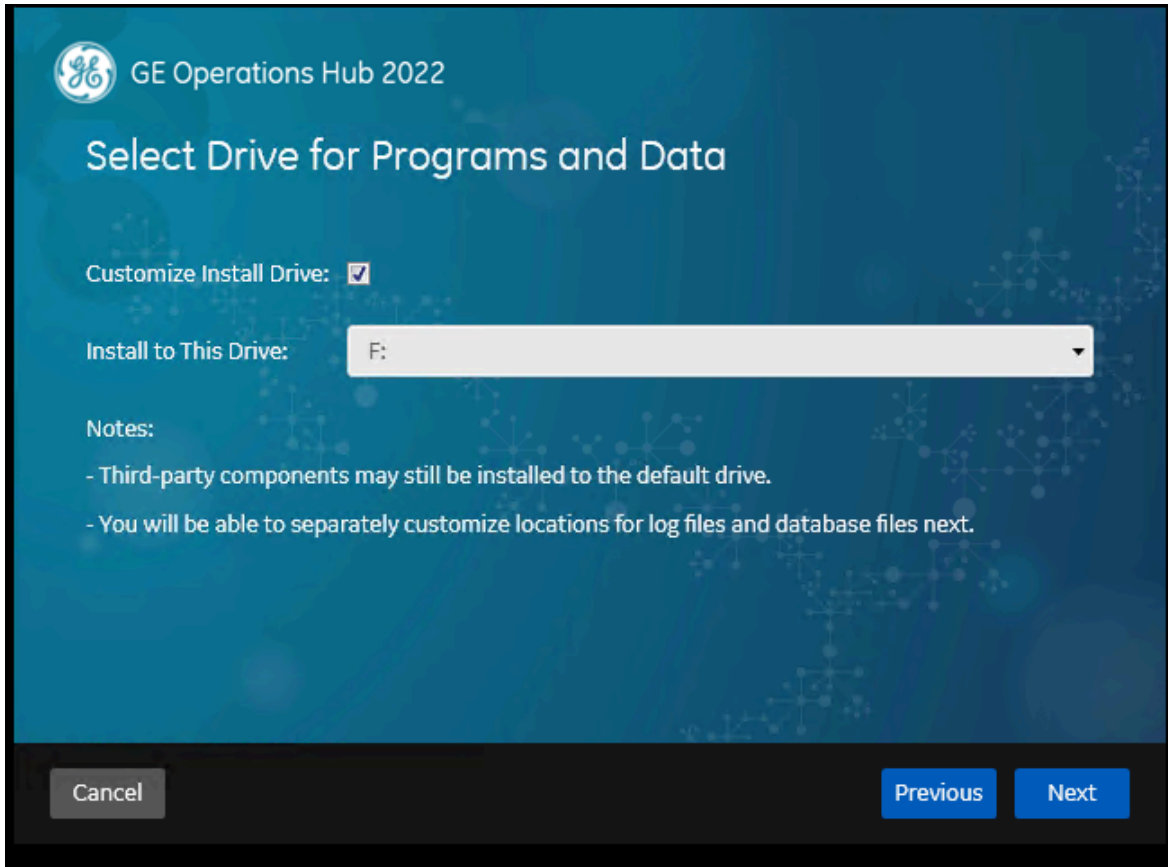 GE Operations Hub 2022
Select Drive for Programs and Data
Customize Install Drive:
Install to This Drive: F:
Notes:
- Third-party components may still be installed to the default drive.
- You will be able to separately customize locations for log files and database files next.
Cancel Previous Next